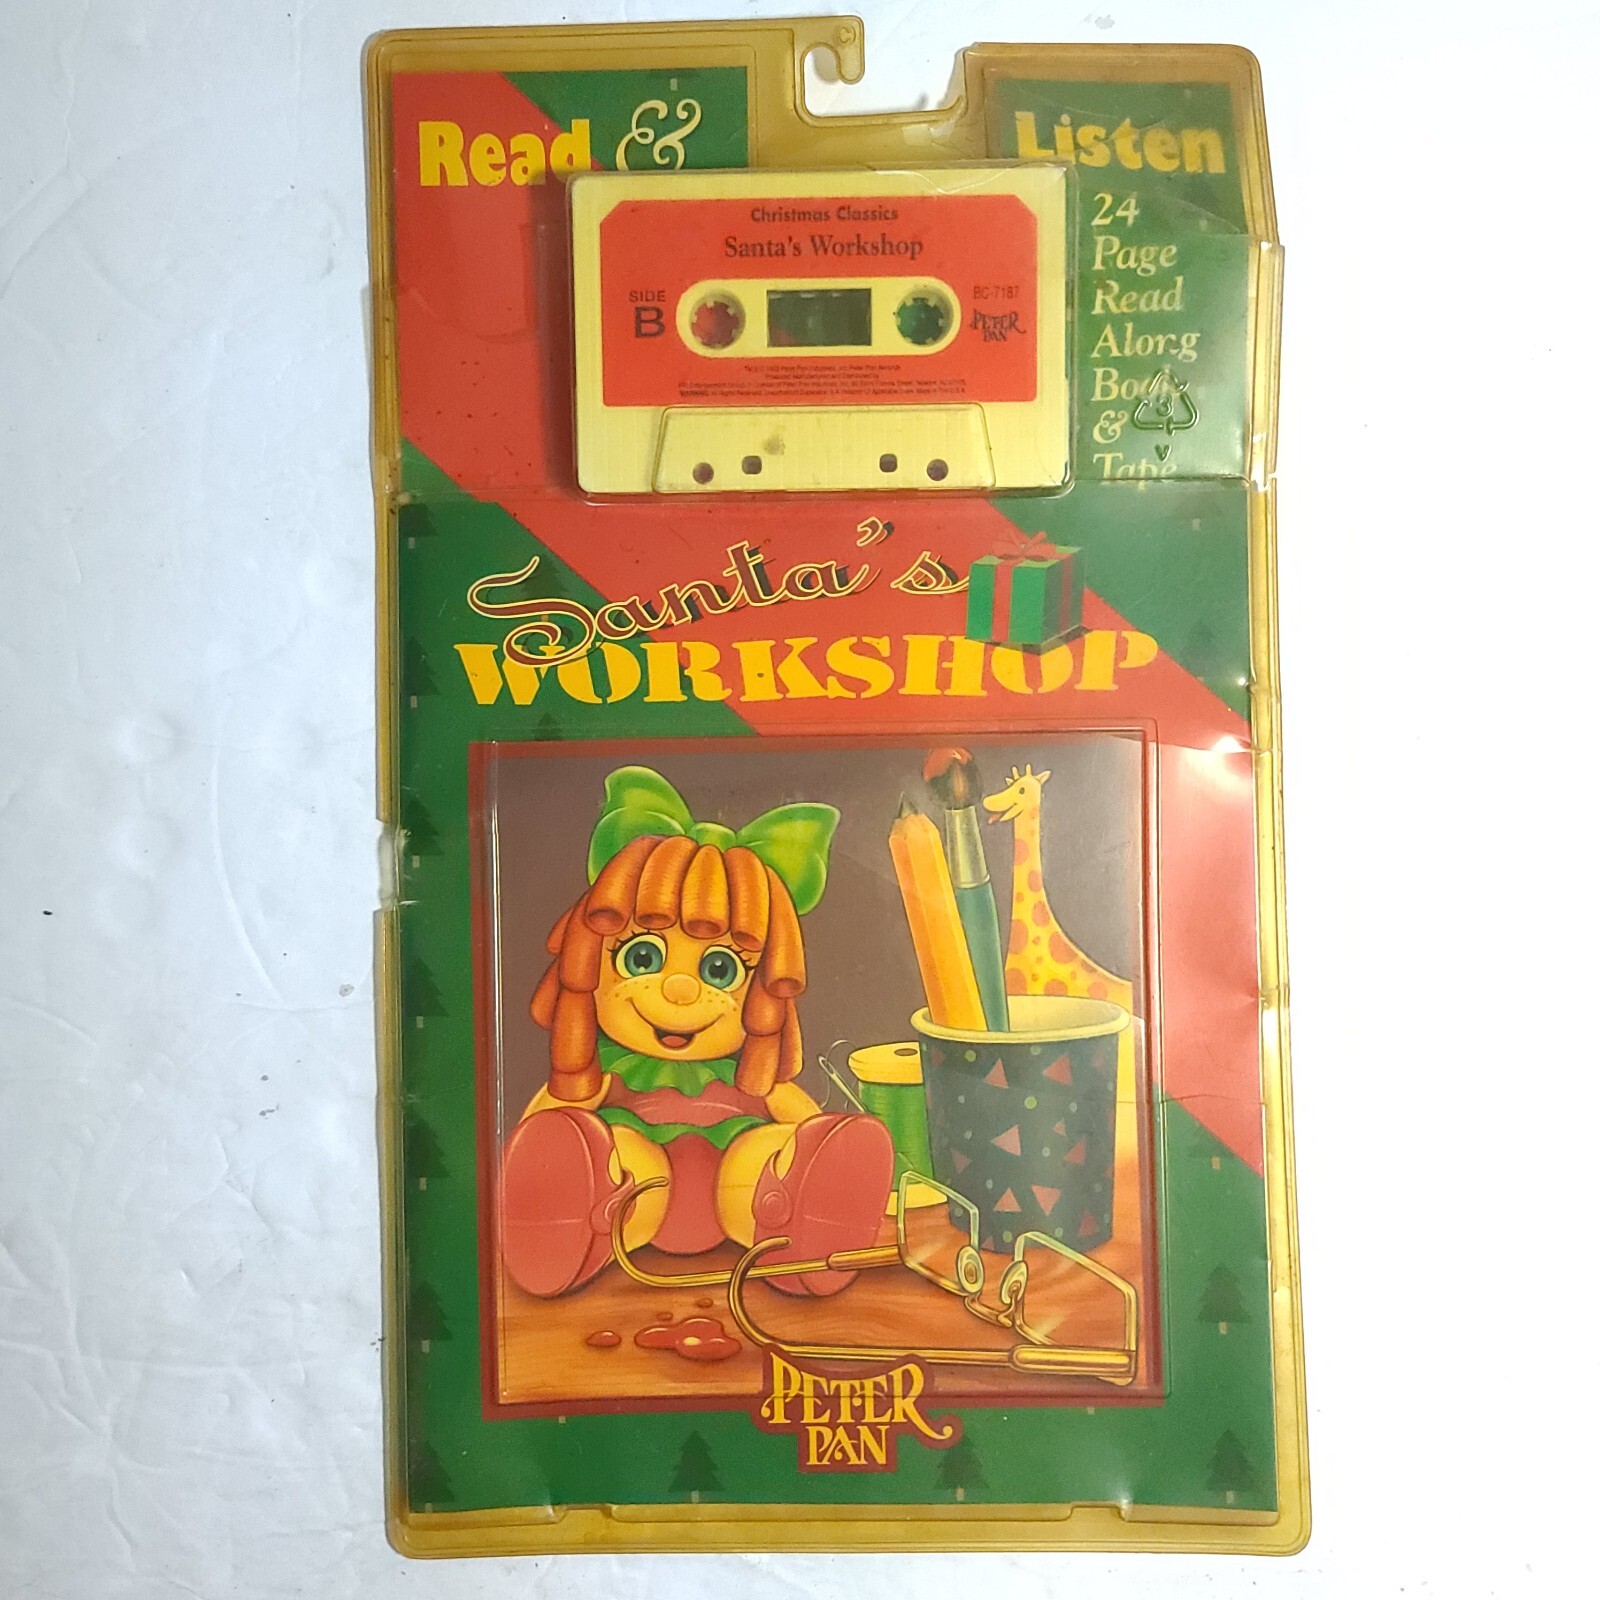 Read &
Listen
24
Page
Read
Along
Book
&
Tape
Christmas Classics
Santa's Workshop
SIDE
B
BC-7187
PETER
PAN
3
V
Santa's
WORKSHOP
PETER
PAN